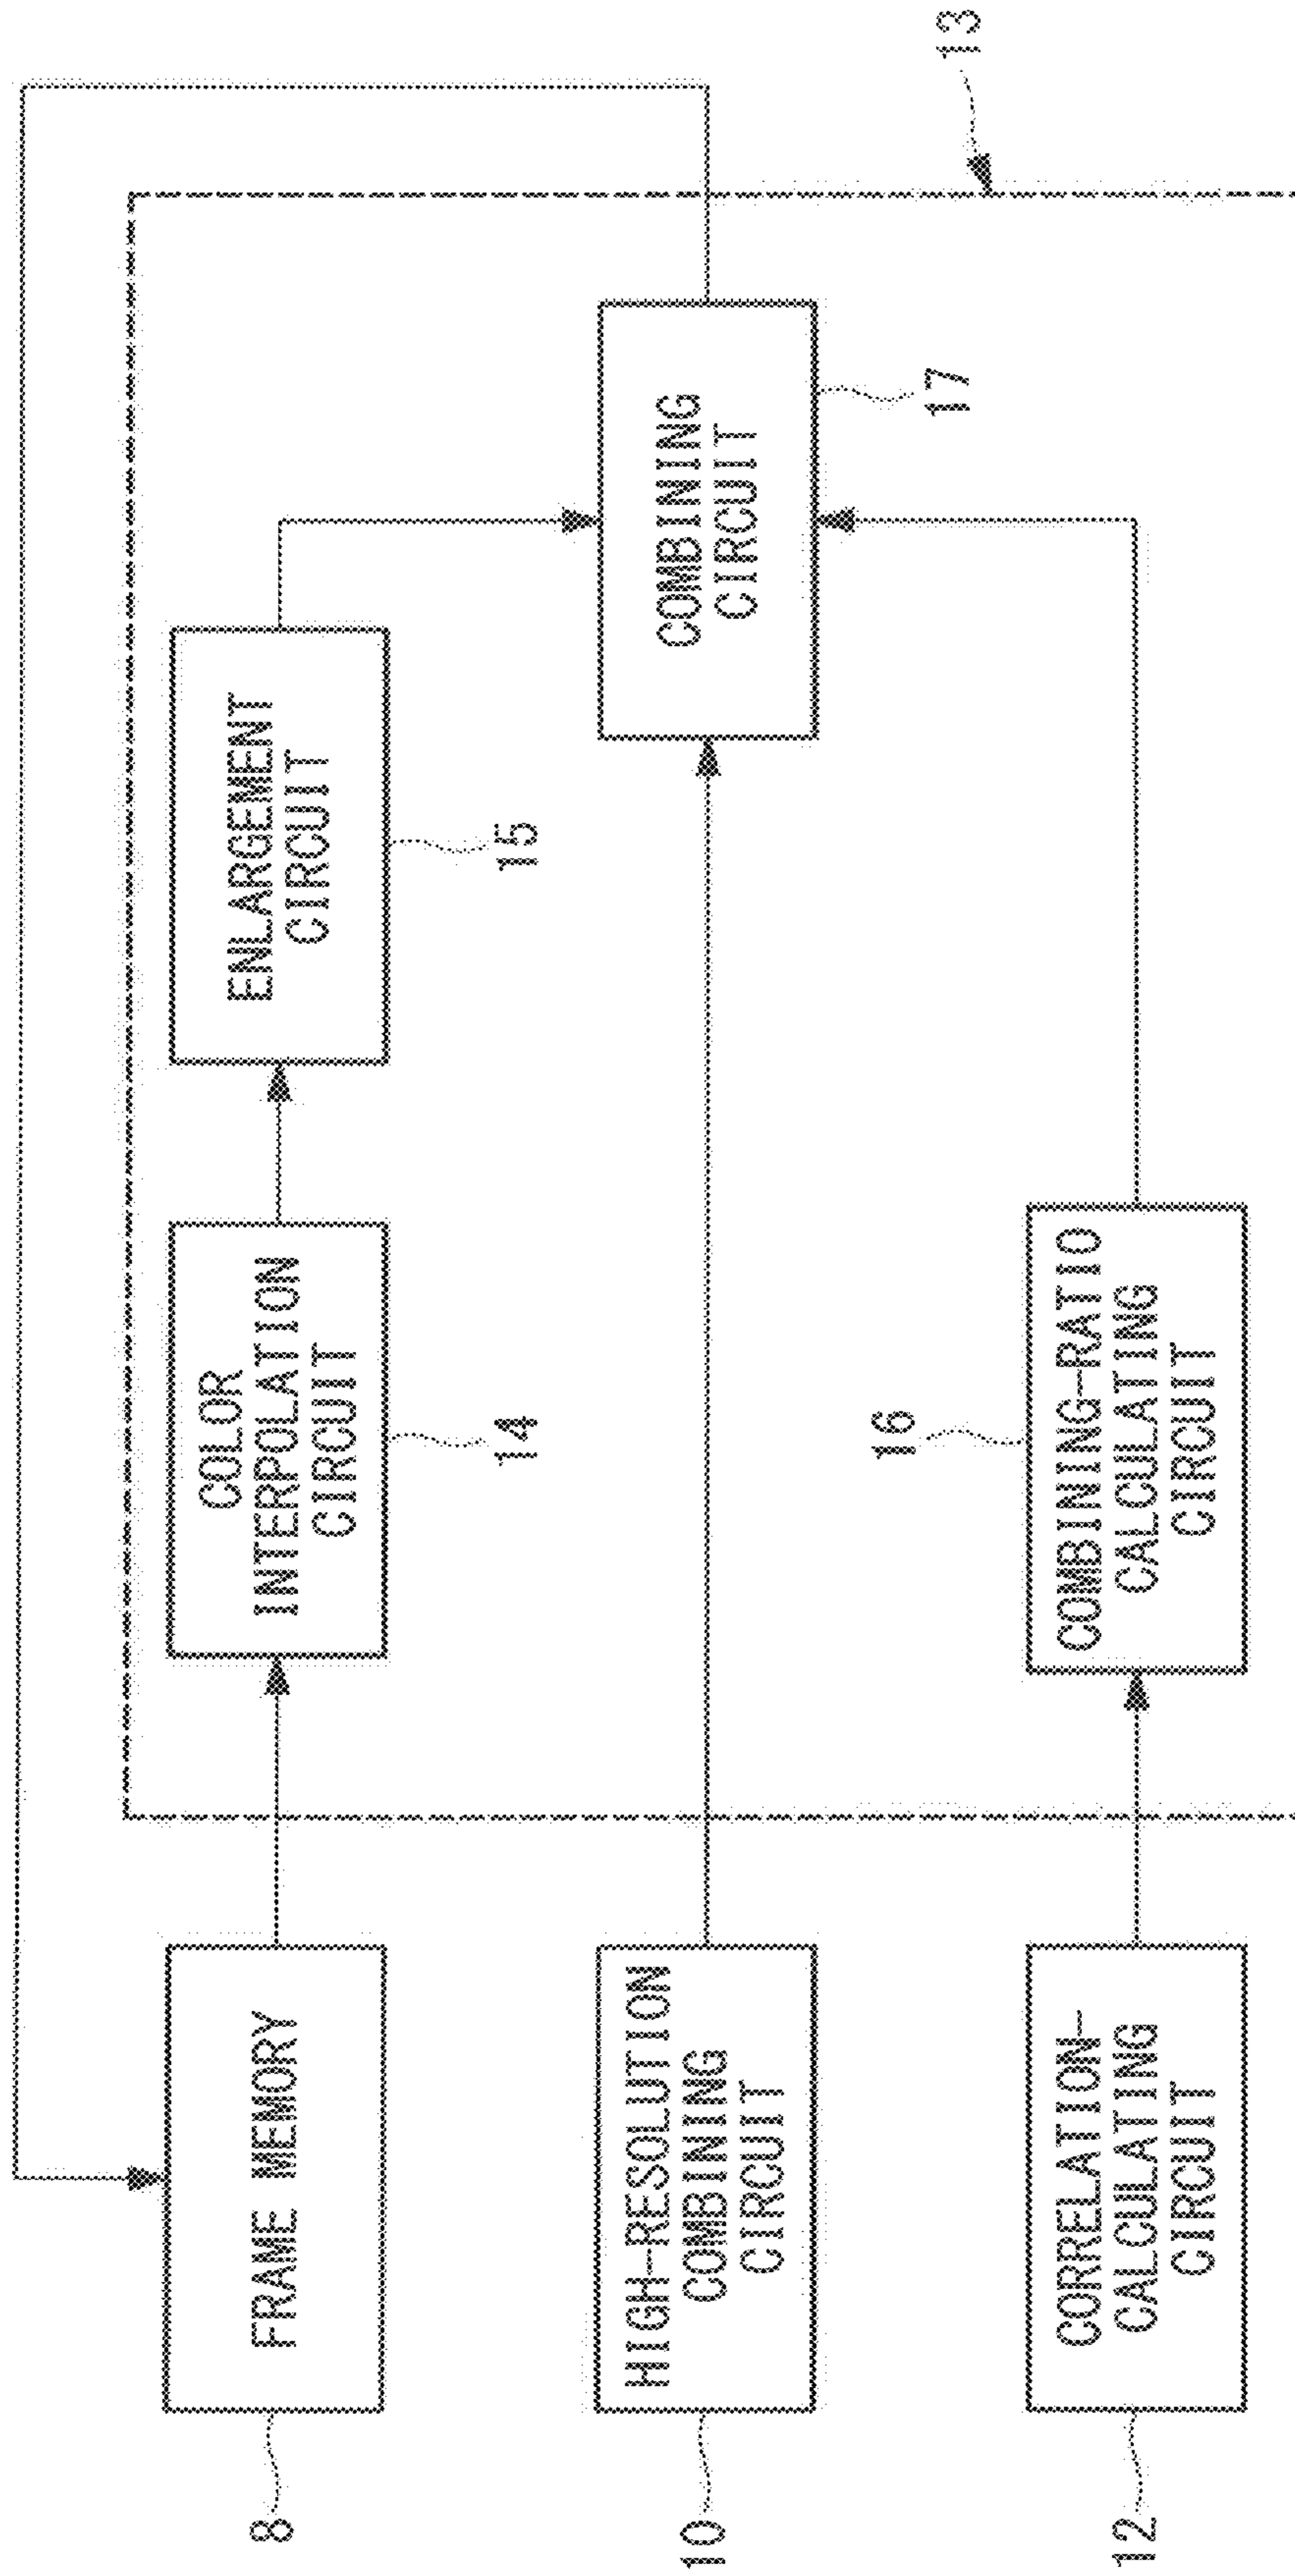 13
8
FRAME MEMORY
COLOR
INTERPOLATION
CIRCUIT
14
ENLARGEMENT
CIRCUIT
15
10
HIGH-RESOLUTION
COMBINING
CIRCUIT
COMBINING
CIRCUIT
17
12
CORRELATION-
CALCULATING
CIRCUIT
16
COMBINING-RATIO
CALCULATING
CIRCUIT